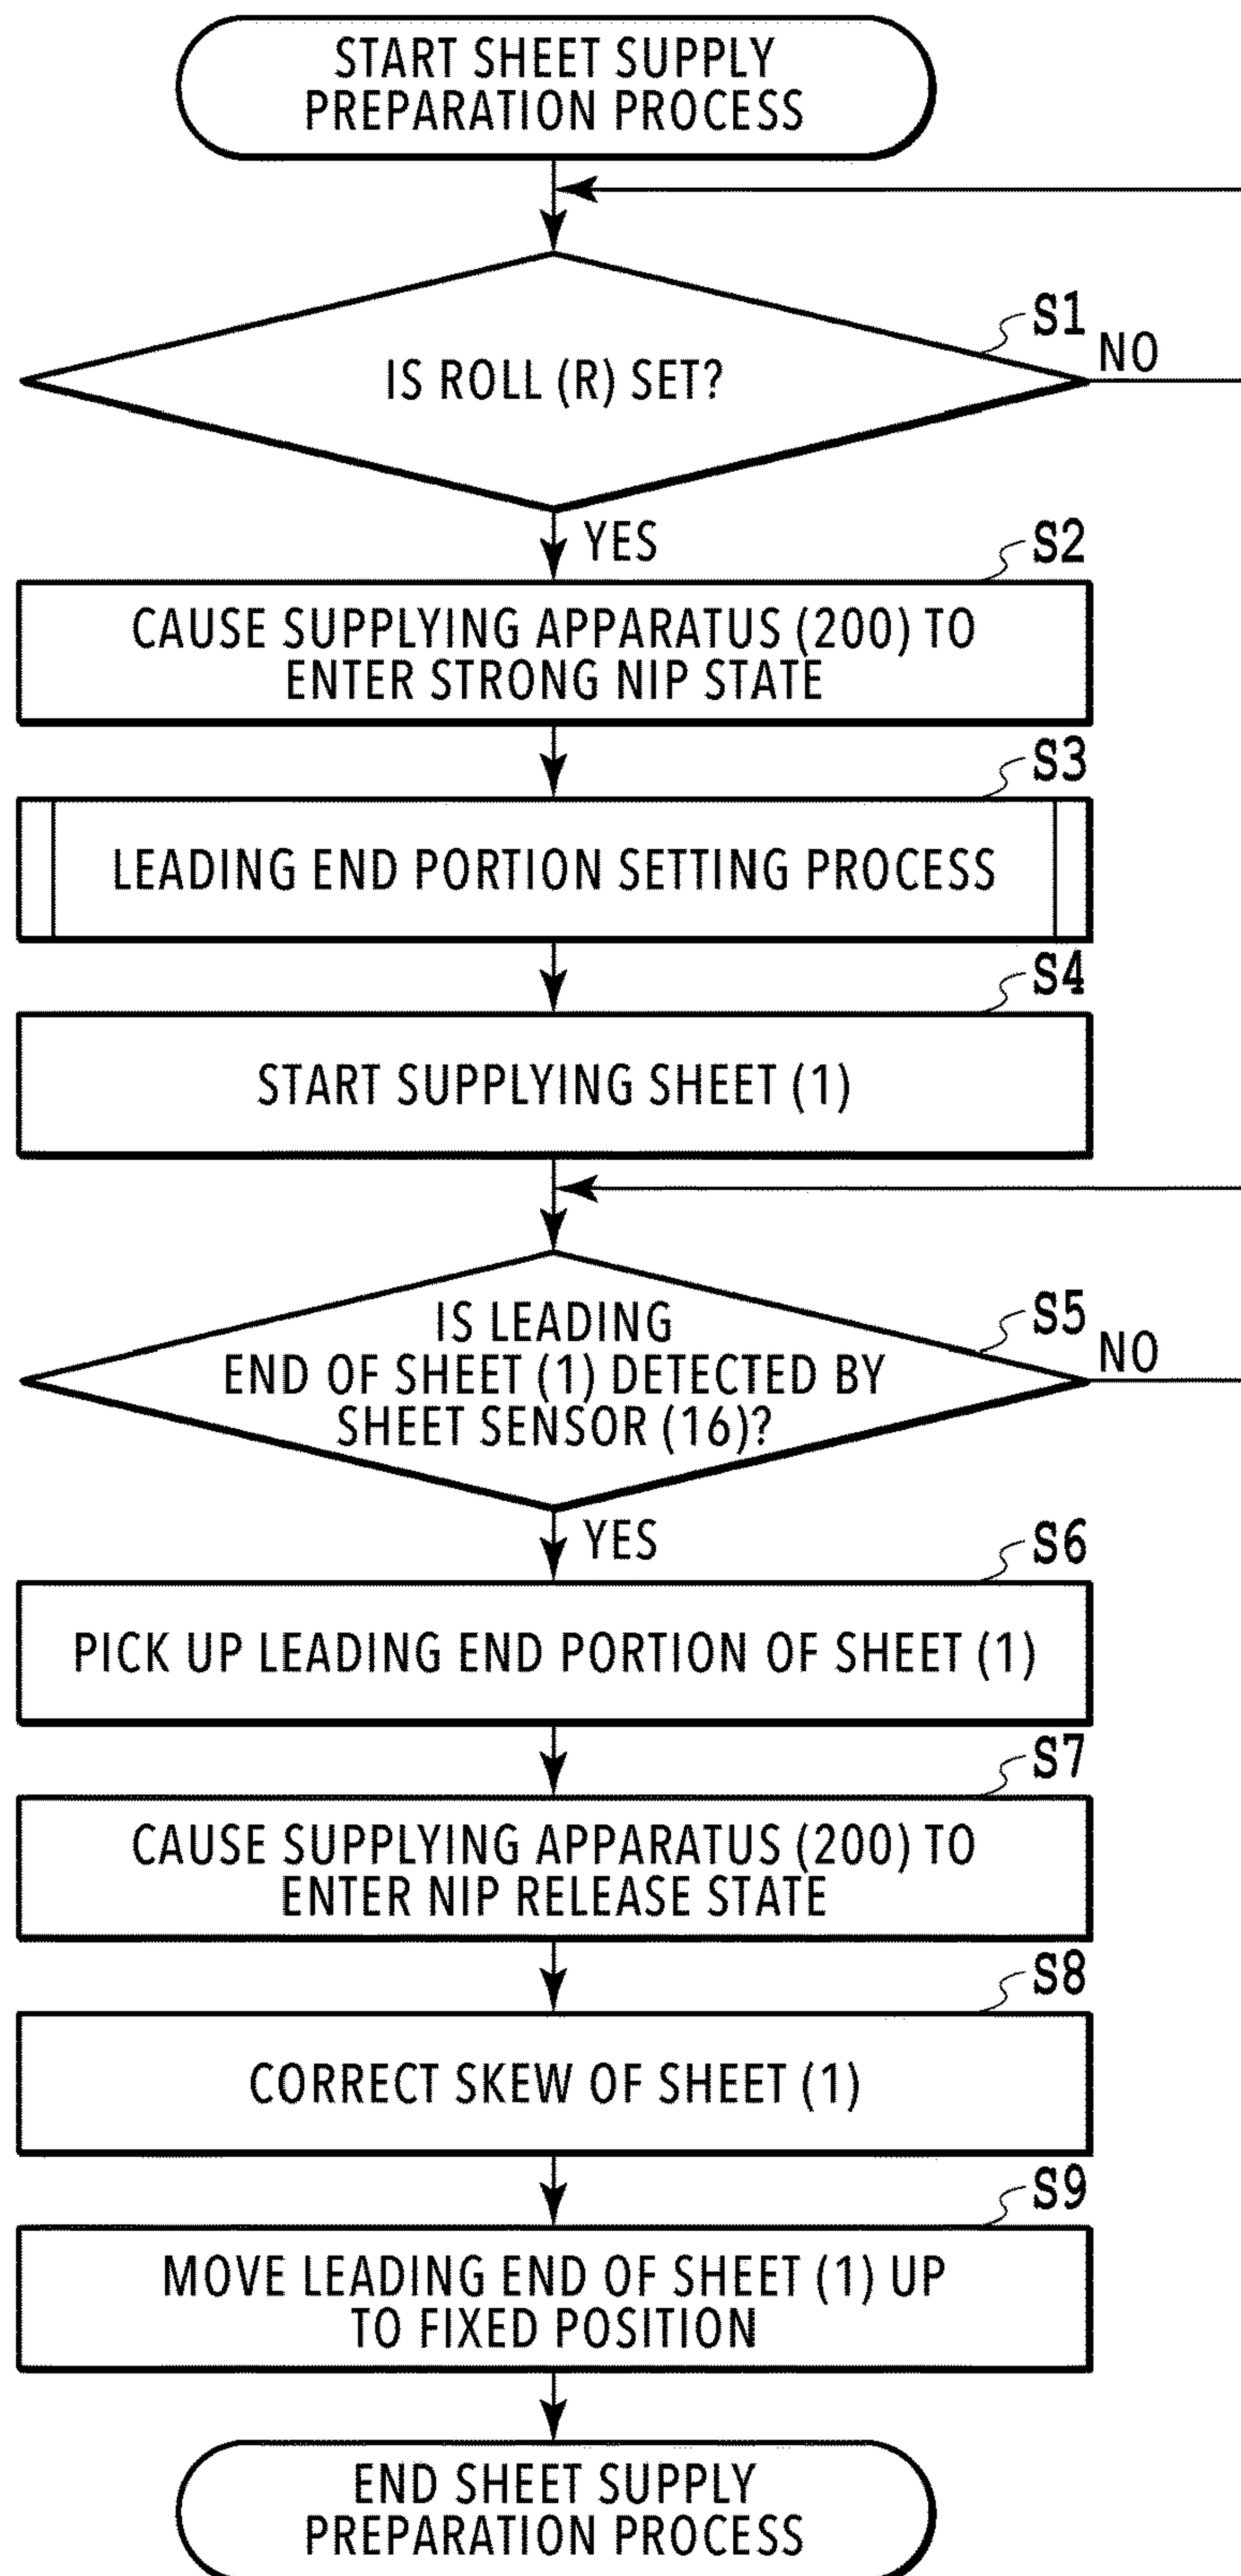 START SHEET SUPPLY
PREPARATION PROCESS
S1
IS ROLL (R) SET?
NO
YES
S2
CAUSE SUPPLYING APPARATUS (200) TO
ENTER STRONG NIP STATE
S3
LEADING END PORTION SETTING PROCESS
S4
START SUPPLYING SHEET (1)
S5
IS LEADING
END OF SHEET (1) DETECTED BY
SHEET SENSOR (16)?
NO
YES
S6
PICK UP LEADING END PORTION OF SHEET (1)
S7
CAUSE SUPPLYING APPARATUS (200) TO
ENTER NIP RELEASE STATE
S8
CORRECT SKEW OF SHEET (1)
S9
MOVE LEADING END OF SHEET (1) UP
TO FIXED POSITION
END SHEET SUPPLY
PREPARATION PROCESS